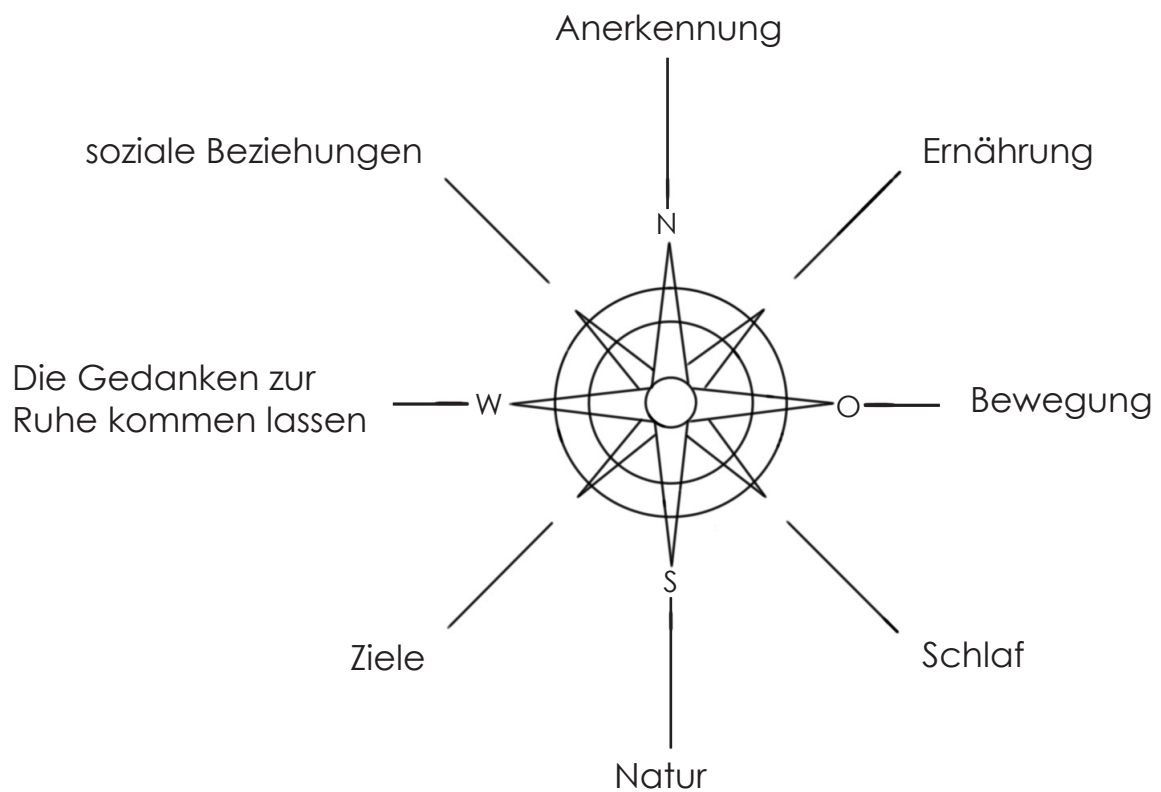 Anerkennung
soziale Beziehungen
Ernährung
N
Die Gedanken zur
Ruhe kommen lassen
W
O
Bewegung
S
Ziele
Schlaf
Natur